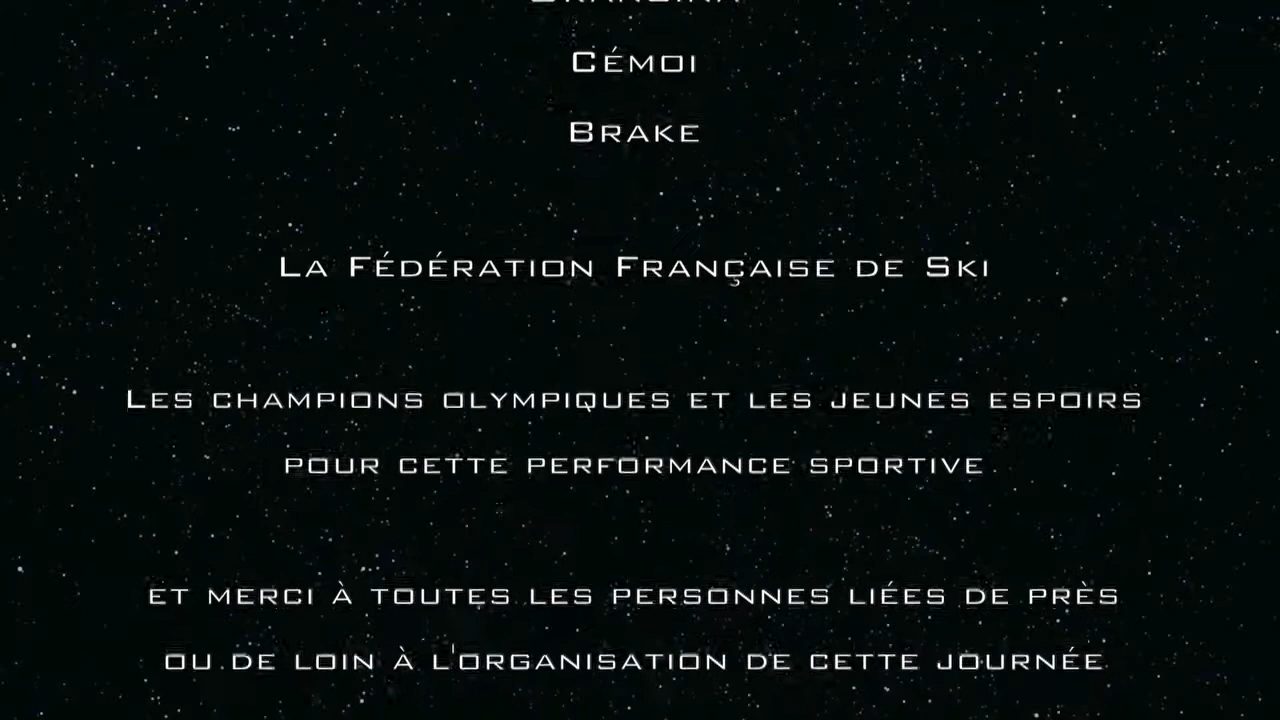 Cémoi
Brake
La Fédération Française de Ski
Les champions olympiques et les jeunes espoirs
pour cette performance sportive
et merci à toutes les personnes liées de près
ou de loin à l'organisation de cette journée